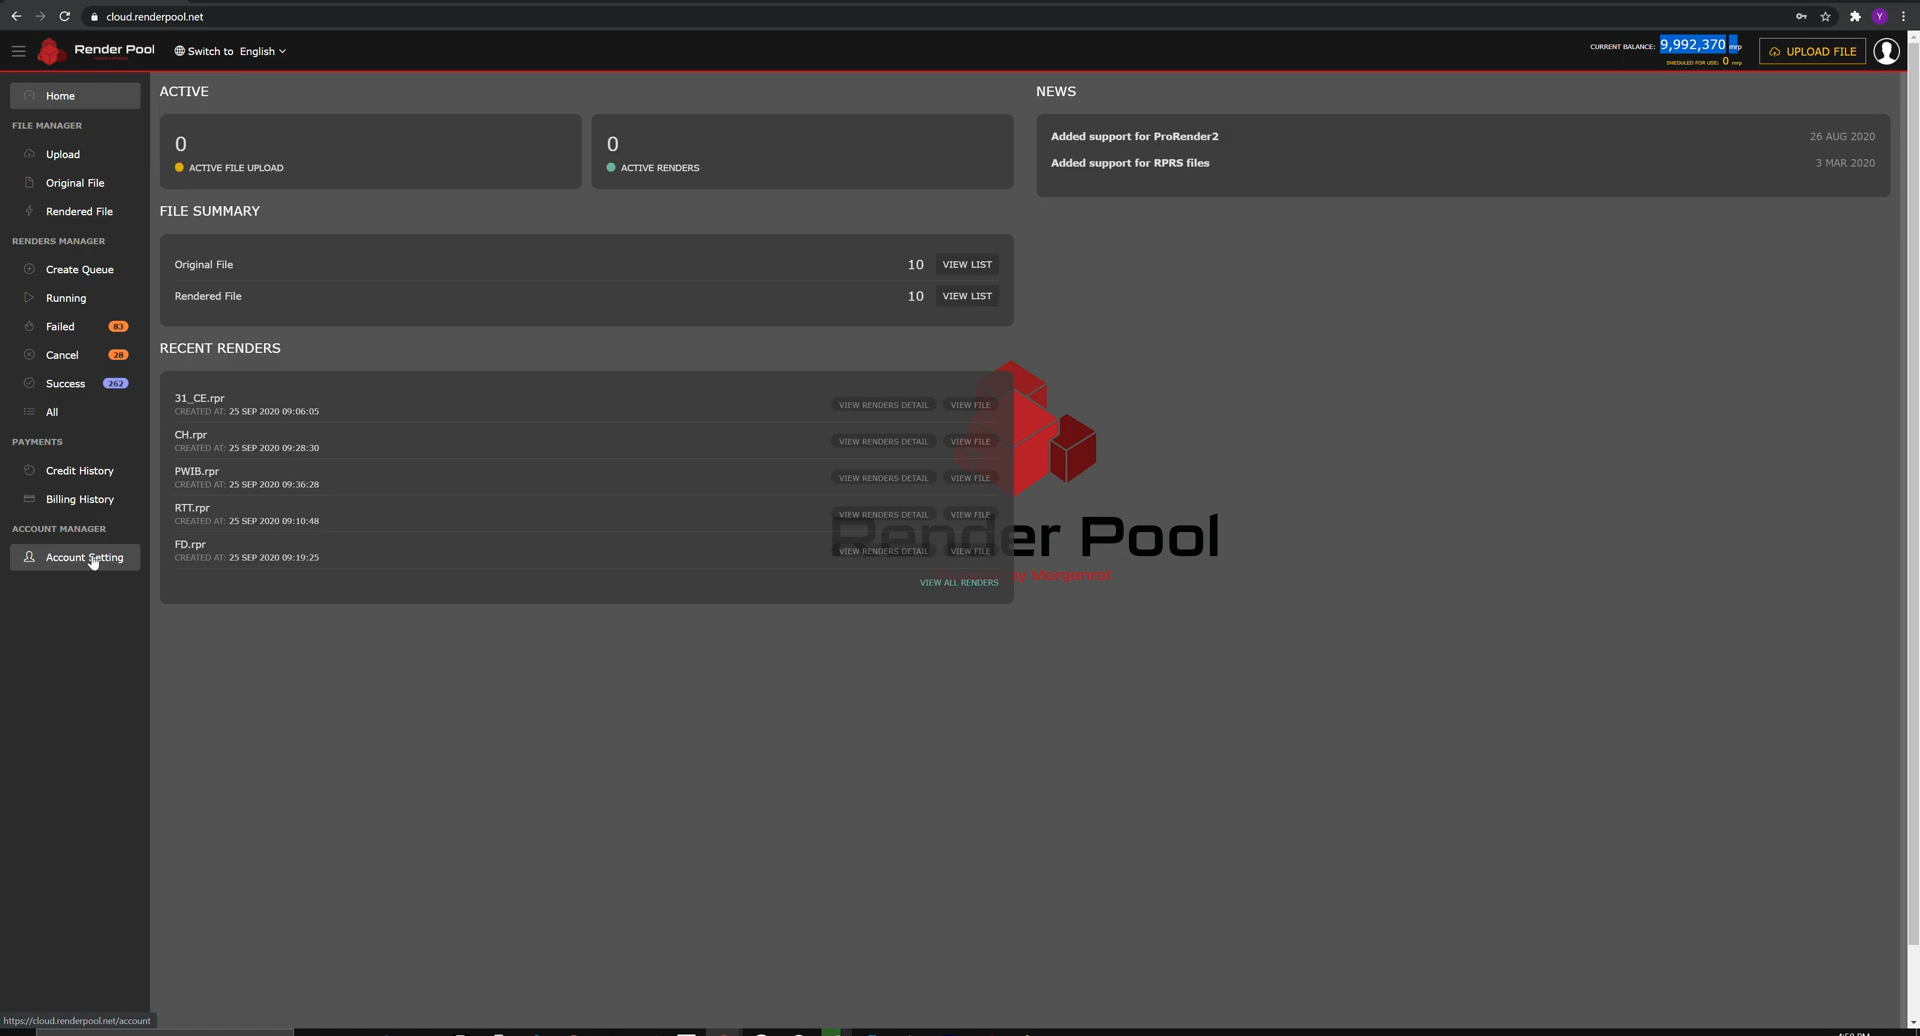 cloud.renderpool.net
Y
Render Pool
Switch to English
CURRENT BALANCE: 9,992,370 mrp
SHEDULED FOR USE: 0 mrp
UPLOAD FILE
Home
FILE MANAGER
Upload
Original File
Rendered File
RENDERS MANAGER
Create Queue
Running
Failed 83
Cancel 28
Success 262
All
PAYMENTS
Credit History
Billing History
ACCOUNT MANAGER
Account Setting
ACTIVE
0
ACTIVE FILE UPLOAD
0
ACTIVE RENDERS
FILE SUMMARY
Original File 10 VIEW LIST
Rendered File 10 VIEW LIST
RECENT RENDERS
31_CE.rpr
CREATED AT: 25 SEP 2020 09:06:05
VIEW RENDERS DETAIL VIEW FILE
CH.rpr
CREATED AT: 25 SEP 2020 09:28:30
VIEW RENDERS DETAIL VIEW FILE
PWIB.rpr
CREATED AT: 25 SEP 2020 09:36:28
VIEW RENDERS DETAIL VIEW FILE
RTT.rpr
CREATED AT: 25 SEP 2020 09:10:48
VIEW RENDERS DETAIL VIEW FILE
FD.rpr
CREATED AT: 25 SEP 2020 09:19:25
VIEW RENDERS DETAIL VIEW FILE
VIEW ALL RENDERS
NEWS
Added support for ProRender2 26 AUG 2020
Added support for RPRS files 3 MAR 2020
Render Pool
by Morgenrot
https://cloud.renderpool.net/account